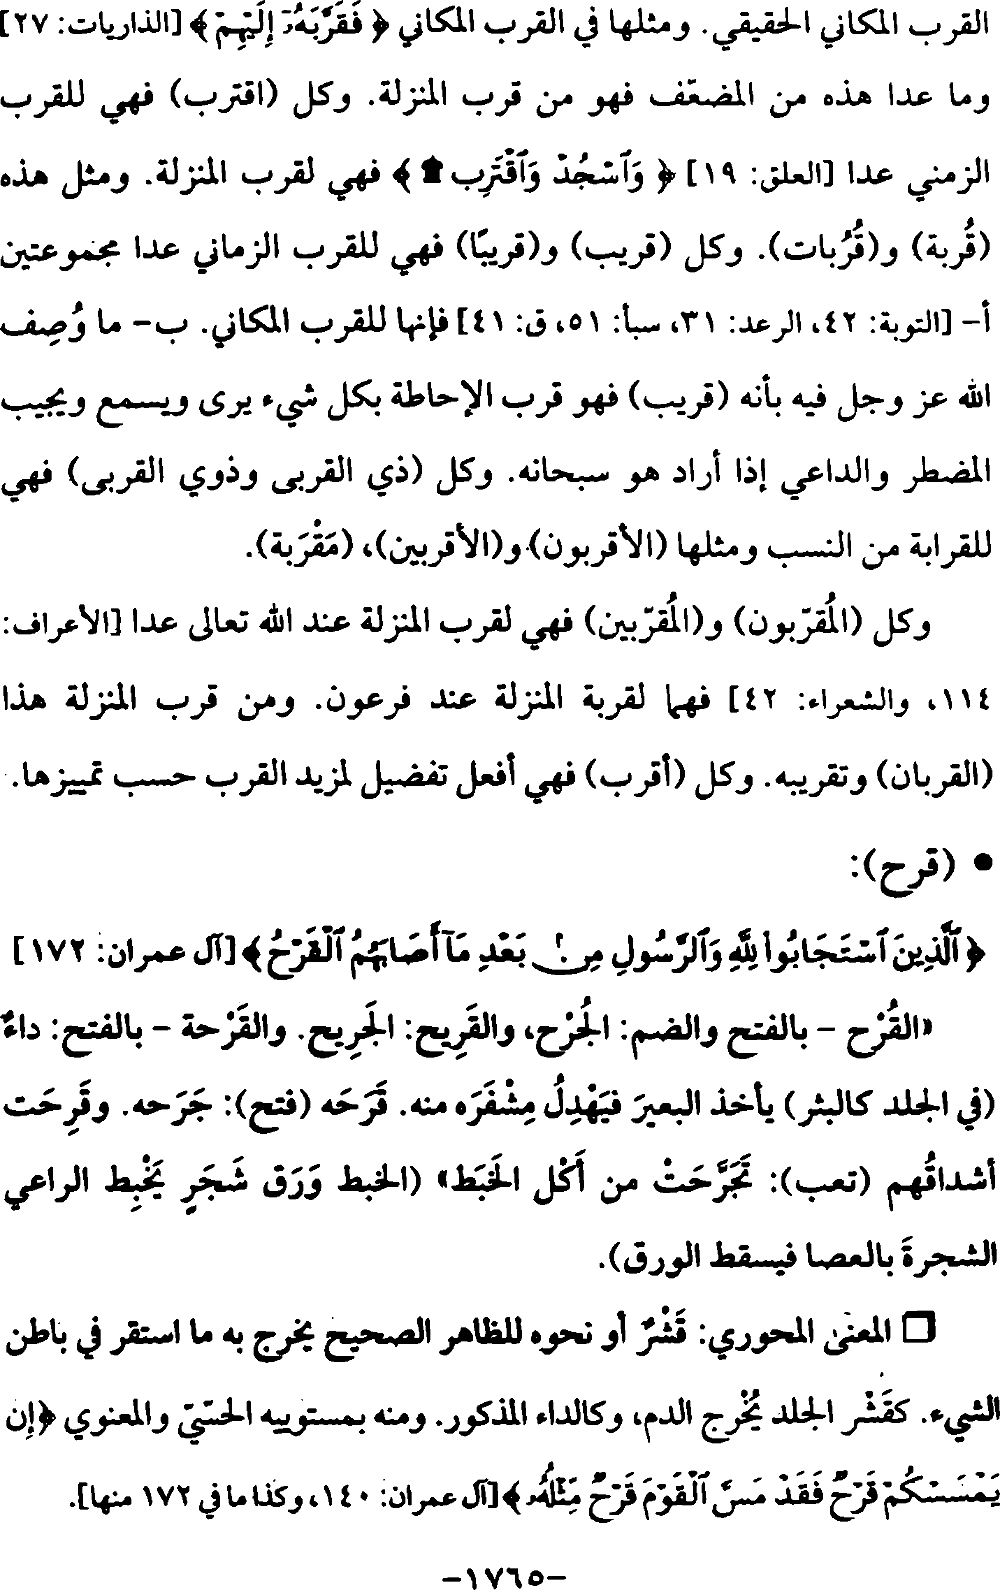 القرب المكاني الحقيقي. ومثلها في القرب المكاني ﴿ فَقَرَّبَهُۥٓ إِلَيْهِمْ ﴾ [الذاريات: ٢٧]
وما عدا هذه من المضعّف فهو من قرب المنزلة. وكل (اقترب) فهي للقرب
الزمني عدا [العلق: ١٩] ﴿ وَٱسْجُدْ وَٱقْتَرِب ۩ ﴾ فهي لقرب المنزلة. ومثل هذه
(قُربة) و(قُرُبات). وكل (قريب) و(قريبًا) فهي للقرب الزماني عدا مجموعتين
أ- [التوبة: ٤٢، الرعد: ٣١، سبأ: ٥١، ق: ٤١] فإنها للقرب المكاني. ب- ما وُصِف
الله عز وجل فيه بأنه (قريب) فهو قرب الإحاطة بكل شيء يرى ويسمع ويجيب
المضطر والداعي إذا أراد هو سبحانه. وكل (ذي القربى وذوي القربى) فهي
للقرابة من النسب ومثلها (الأقربون) و(الأقربين)، (مَقْرَبة).
وكل (المُقرّبون) و(المُقرّبين) فهي لقرب المنزلة عند الله تعالى عدا [الأعراف:
١١٤، والشعراء: ٤٢] فهما لقربة المنزلة عند فرعون. ومن قرب المنزلة هذا
(القربان) وتقريبه. وكل (أقرب) فهي أفعل تفضيل لمزيد القرب حسب تمييزها.
• (قرح):
﴿ ٱلَّذِينَ ٱسْتَجَابُوا۟ لِلَّهِ وَٱلرَّسُولِ مِنۢ بَعْدِ مَآ أَصَابَهُمُ ٱلْقَرْحُ ﴾ [آل عمران: ١٧٢]
«القُرْح - بالفتح والضم: الجُرْح، والقَرِيح: الجَرِيح. والقَرْحة - بالفتح: داءٌ
(في الجلد كالبثر) يأخذ البعيرَ فيَهْدِلُ مِشْفَرَه منه. قَرَحَه (فتح): جَرَحه. وقَرِحَت
أشداقُهم (تعب): تَجَرَّحَتْ من أَكْل الخَبَط» (الخبط وَرَق شَجَرٍ يَخْبِط الراعي
الشجرةَ بالعصا فيسقط الورق).
❑ المعنى المحوري: قَشْرٌ أو نحوه للظاهر الصحيح يخرج به ما استقر في باطن
الشيء. كقَشْر الجلد يُخْرج الدم، وكالداء المذكور. ومنه بمستوييه الحسّيّ والمعنوي ﴿إِن
يَمْسَسْكُمْ قَرْحٌ فَقَدْ مَسَّ ٱلْقَوْمَ قَرْحٌ مِّثْلُهُۥ ﴾ [آل عمران: ١٤٠، وكذا ما في ١٧٢ منها].
-١٧٦٥-